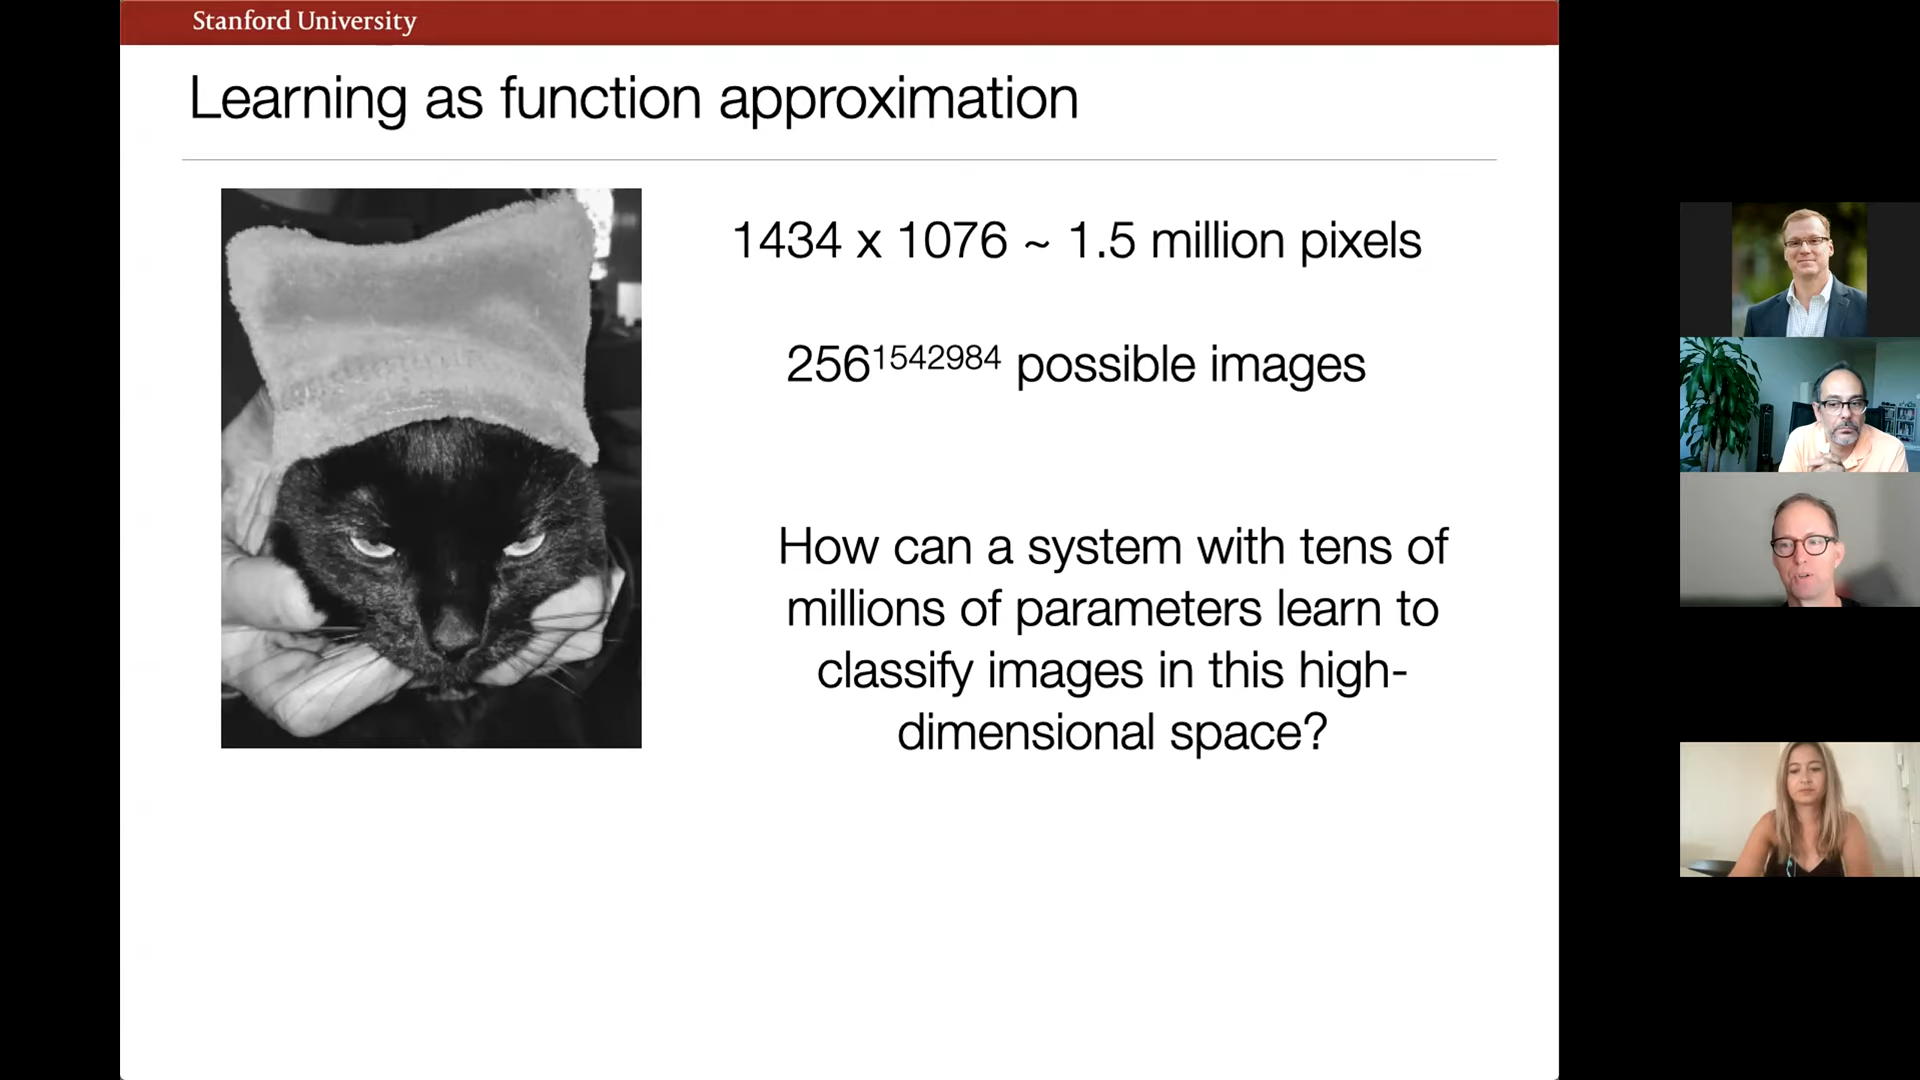 Stanford University
Learning as function approximation
1434 x 1076 ~ 1.5 million pixels
256¹⁵⁴²⁹⁸⁴ possible images
How can a system with tens of
millions of parameters learn to
classify images in this high-
dimensional space?